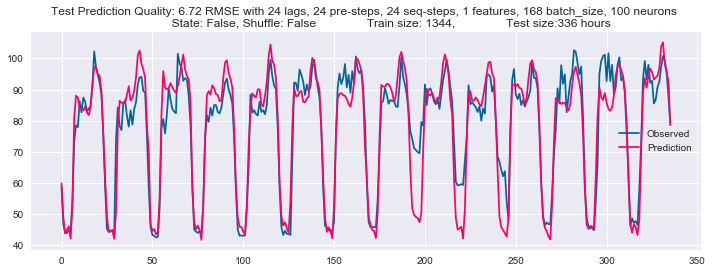 Test Prediction Quality: 6.72 RMSE with 24 lags, 24 pre-steps, 24 seq-steps, 1 features, 168 batch_size, 100 neurons
State: False, Shuffle: False Train size: 1344, Test size:336 hours
100
90
80
70
60
50
40
Observed
Prediction
0 50 100 150 200 250 300 350